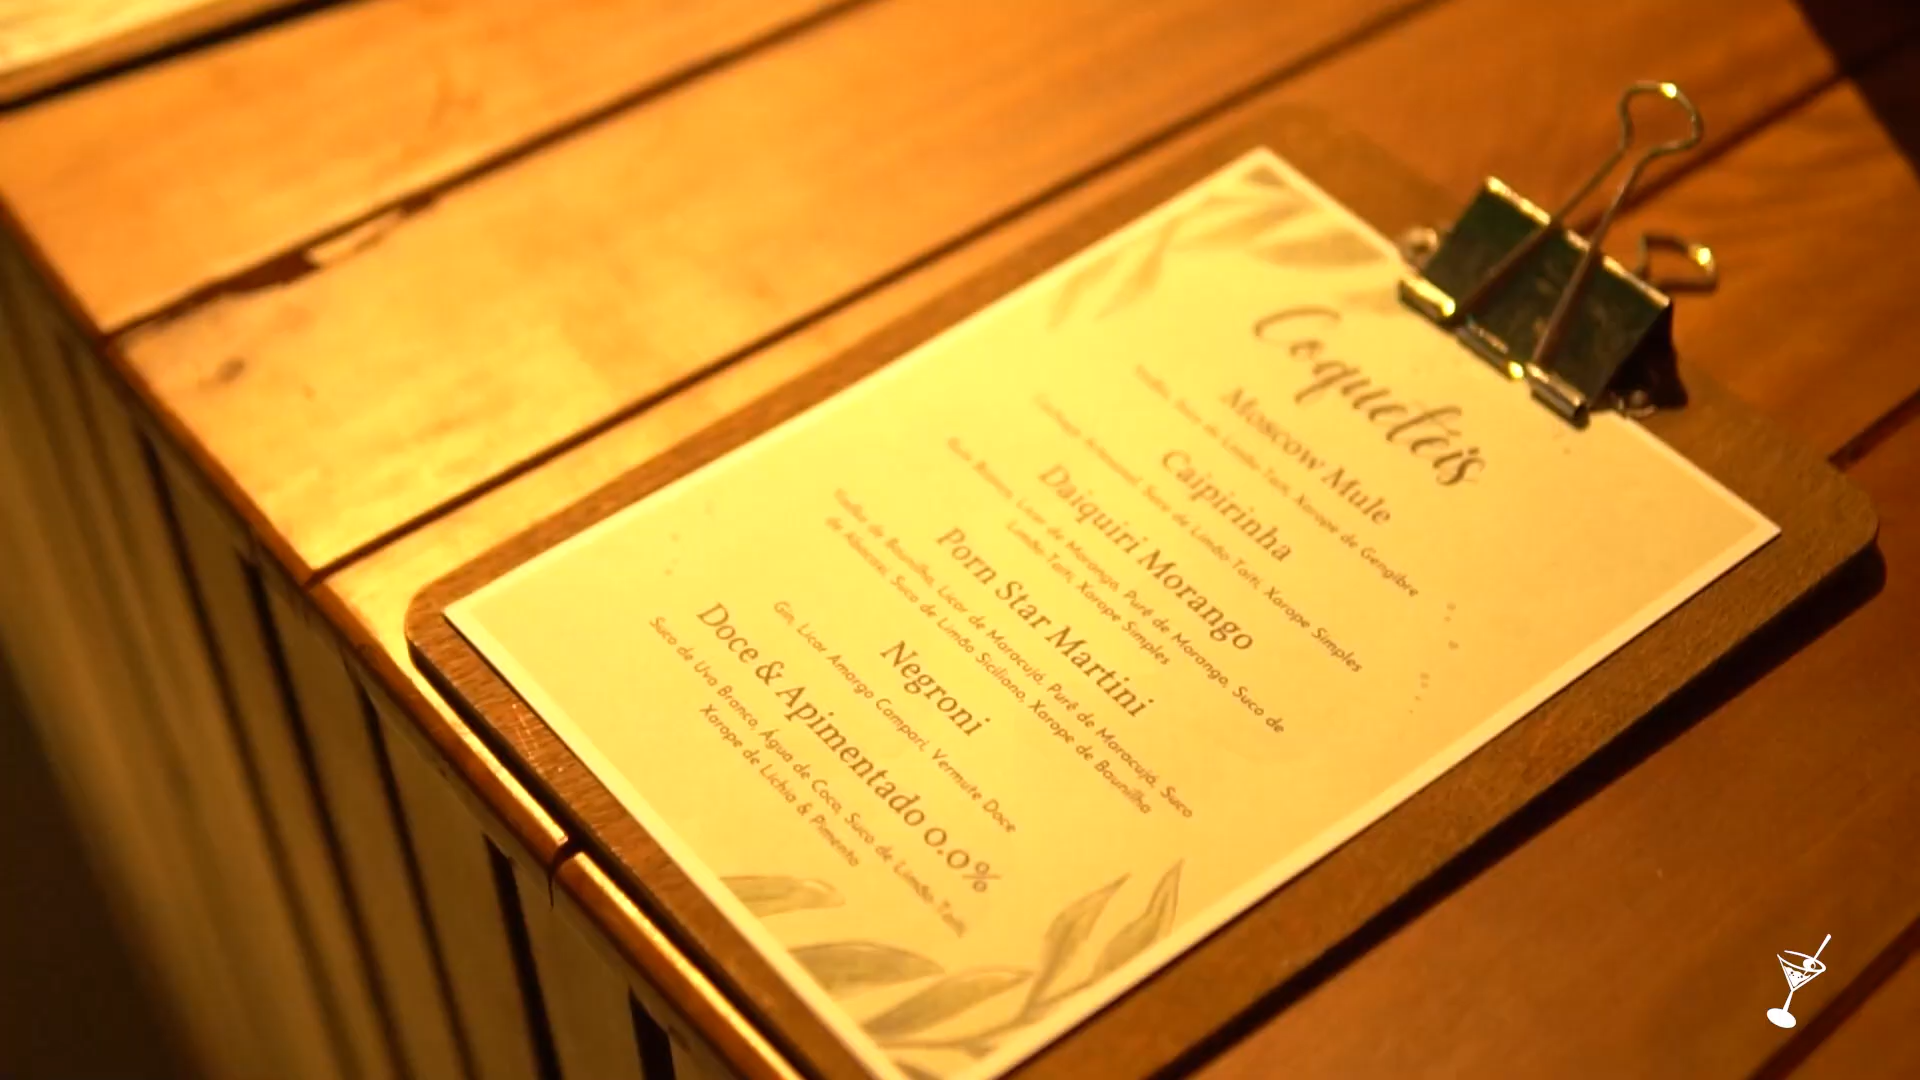 Coquetéis
Moscow Mule
Vodka, Suco de Limão Taiti, Xarope de Gengibre
Caipirinha
Cachaça Artesanal, Suco de Limão-Taiti, Xarope Simples
Daiquiri Morango
Rum Branco, Licor de Morango, Purê de Morango, Suco de
Limão Taiti, Xarope Simples
Porn Star Martini
Vodka de Baunilha, Licor de Maracujá, Purê de Maracujá, Suco
de Abacaxi, Suco de Limão Siciliano, Xarope de Baunilha
Negroni
Gin, Licor Amargo Campari, Vermute Doce
Doce & Apimentado 0.0%
Suco de Uva Branco, Água de Coco, Suco de Limão-Taiti,
Xarope de Lichia & Pimenta